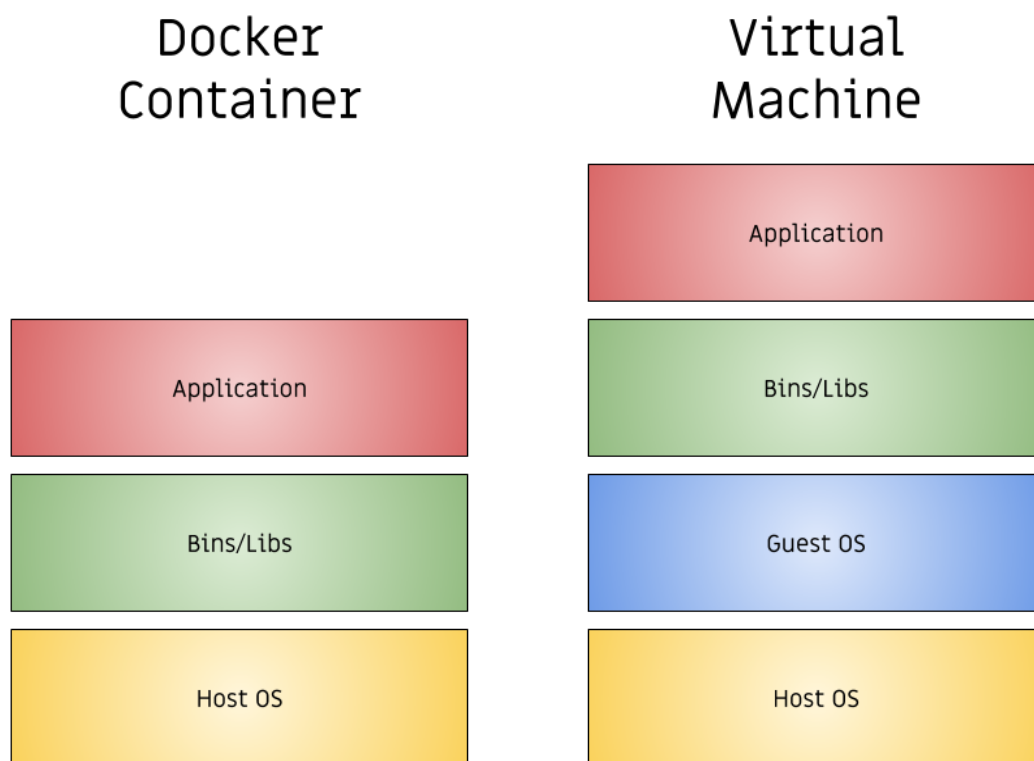 Docker
Container
Application
Bins/Libs
Host OS
Virtual
Machine
Application
Bins/Libs
Guest OS
Host OS